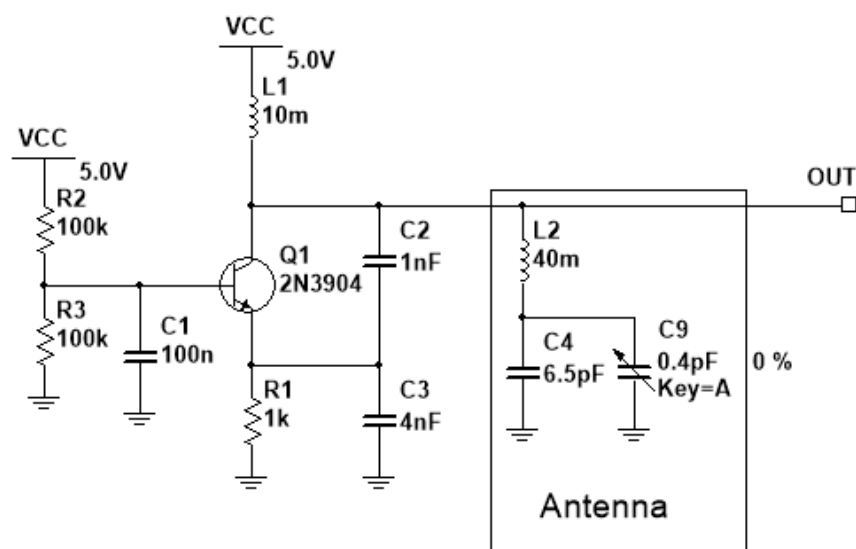 VCC
5.0V
L1
10m
VCC
5.0V
R2
100k
OUT
C2
1nF
L2
40m
Q1
2N3904
R3
100k
C1
100n
C4
6.5pF
C9
0.4pF
Key=A
0 %
R1
1k
C3
4nF
Antenna